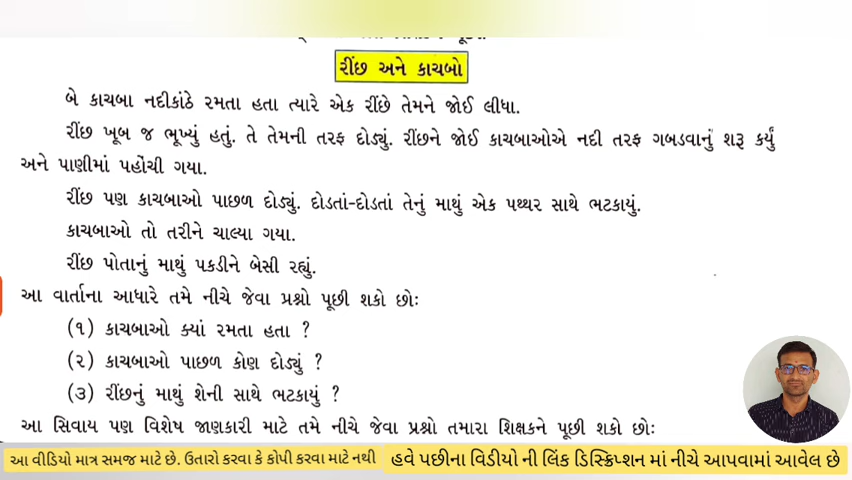 રીંછ અને કાચબો
બે કાચબા નદીકાંઠે રમતા હતા ત્યારે એક રીંછે તેમને જોઈ લીધા.
રીંછ ખૂબ જ ભૂખ્યું હતું. તે તેમની તરફ દોડ્યું. રીંછને જોઈ કાચબાઓએ નદી તરફ ગબડવાનું શરૂ કર્યું
અને પાણીમાં પહોંચી ગયા.
રીંછ પણ કાચબાઓ પાછળ દોડ્યું. દોડતાં-દોડતાં તેનું માથું એક પથ્થર સાથે ભટકાયું.
કાચબાઓ તો તરીને ચાલ્યા ગયા.
રીંછ પોતાનું માથું પકડીને બેસી રહ્યું.
આ વાર્તાના આધારે તમે નીચે જેવા પ્રશ્નો પૂછી શકો છોઃ
(૧) કાચબાઓ ક્યાં રમતા હતા ?
(૨) કાચબાઓ પાછળ કોણ દોડ્યું ?
(૩) રીંછનું માથું શેની સાથે ભટકાયું ?
આ સિવાય પણ વિશેષ જાણકારી માટે તમે નીચે જેવા પ્રશ્નો તમારા શિક્ષકને પૂછી શકો છોઃ
આ વીડિયો માત્ર સમજ માટે છે. ઉતારો કરવા કે કોપી કરવા માટે નથી
હવે પછીના વિડીયો ની લિંક ડિસ્ક્રિપ્શન માં નીચે આપવામાં આવેલ છે